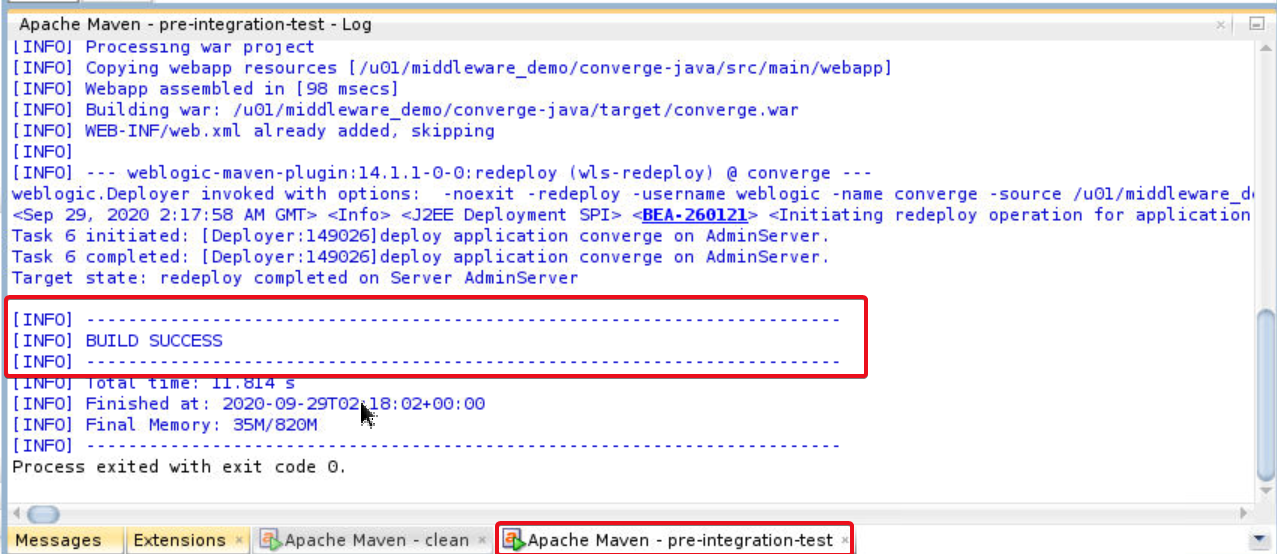 Apache Maven - pre-integration-test - Log
[INFO] Processing war project
[INFO] Copying webapp resources [/u01/middleware_demo/converge-java/src/main/webapp]
[INFO] Webapp assembled in [98 msecs]
[INFO] Building war: /u01/middleware_demo/converge-java/target/converge.war
[INFO] WEB-INF/web.xml already added, skipping
[INFO]
[INFO] --- weblogic-maven-plugin:14.1.1-0-0:redeploy (wls-redeploy) @ converge ---
weblogic.Deployer invoked with options:  -noexit -redeploy -username weblogic -name converge -source /u01/middleware_d
<Sep 29, 2020 2:17:58 AM GMT> <Info> <J2EE Deployment SPI> <BEA-260121> <Initiating redeploy operation for application
Task 6 initiated: [Deployer:149026]deploy application converge on AdminServer.
Task 6 completed: [Deployer:149026]deploy application converge on AdminServer.
Target state: redeploy completed on Server AdminServer
[INFO] ------------------------------------------------------------------------
[INFO] BUILD SUCCESS
[INFO] ------------------------------------------------------------------------
[INFO] Total time: 11.814 s
[INFO] Finished at: 2020-09-29T02:18:02+00:00
[INFO] Final Memory: 35M/820M
[INFO] ------------------------------------------------------------------------
Process exited with exit code 0.
Messages Extensions Apache Maven - clean Apache Maven - pre-integration-test